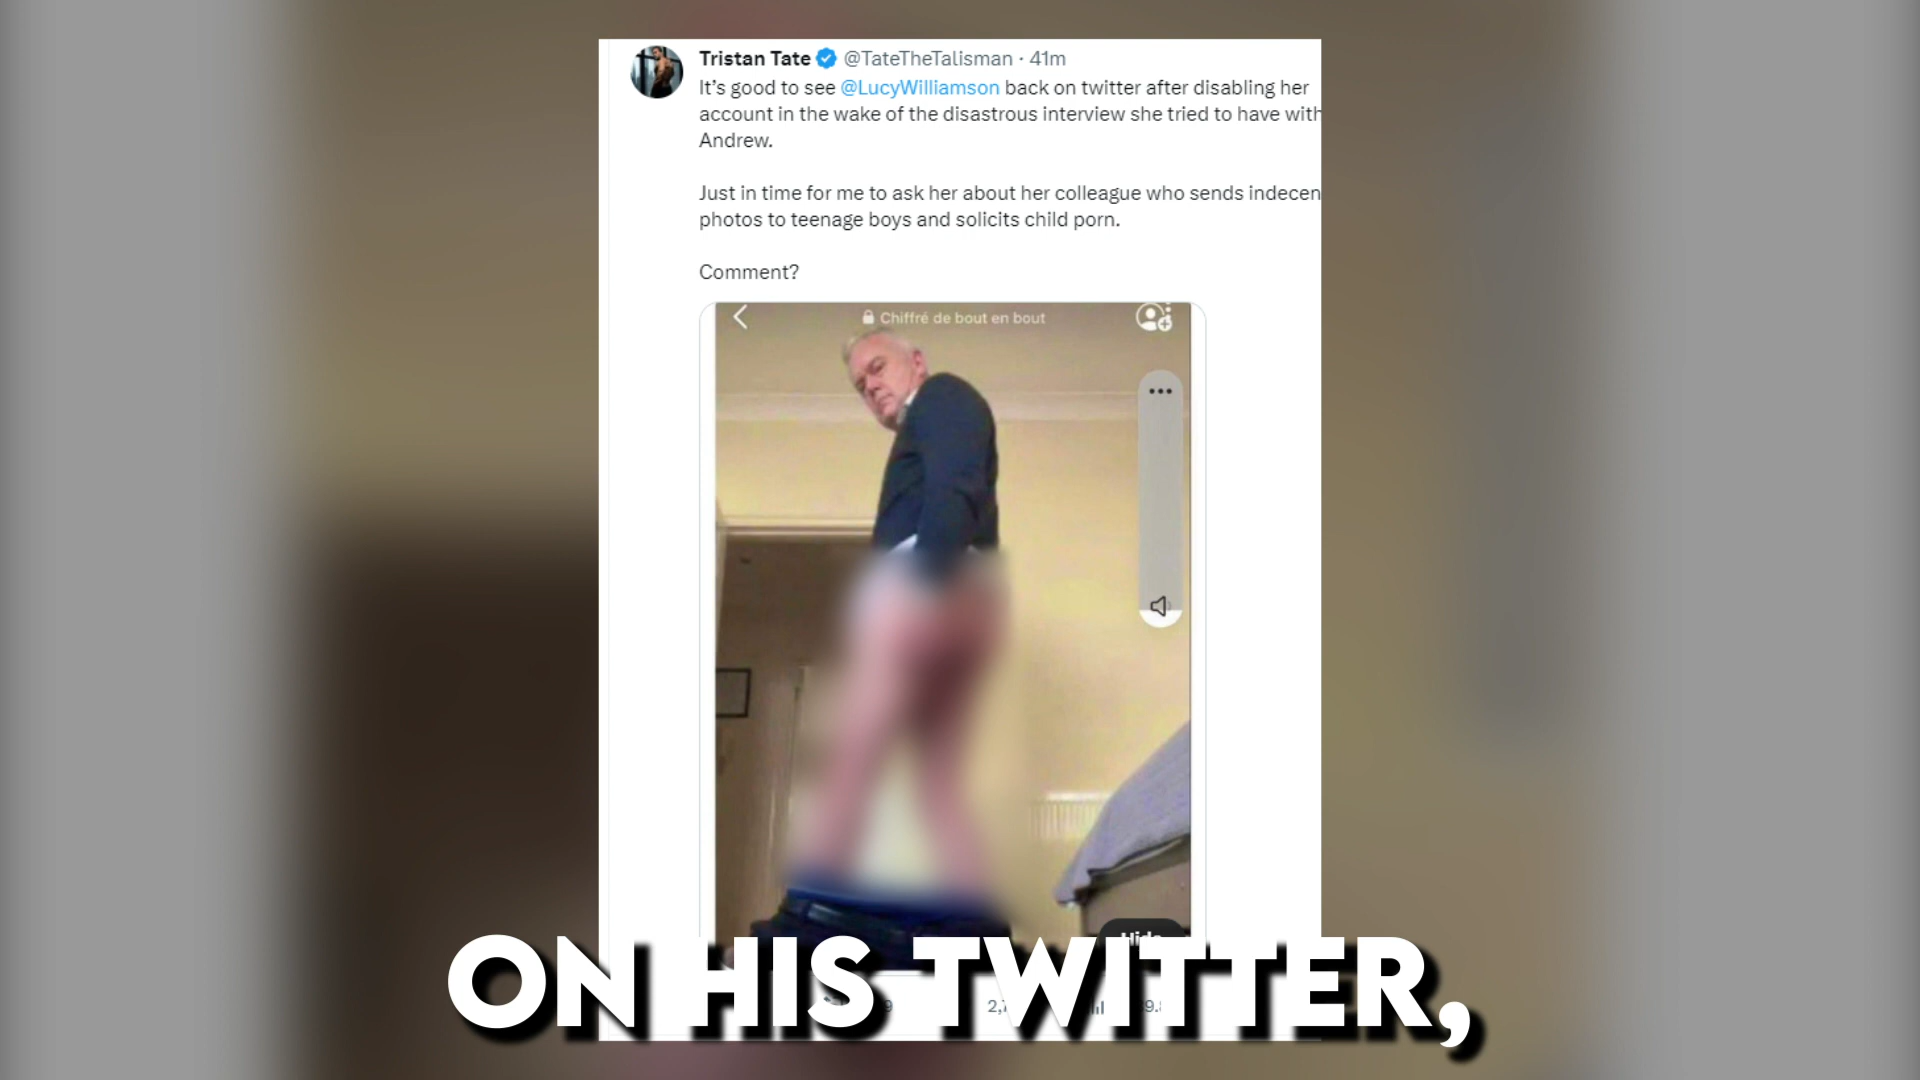 Tristan Tate @TateTheTalisman · 41m
It's good to see @LucyWilliamson back on twitter after disabling her
account in the wake of the disastrous interview she tried to have with
Andrew.
Just in time for me to ask her about her colleague who sends indecen
photos to teenage boys and solicits child porn.
Comment?
Chiffré de bout en bout
Hide
ON HIS TWITTER,